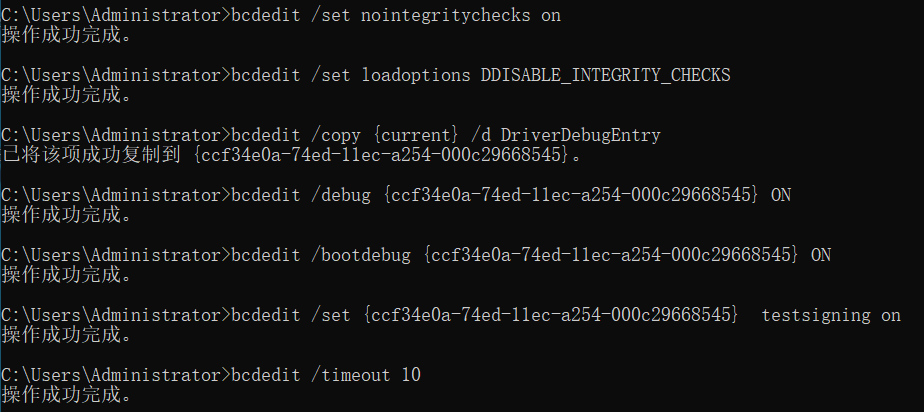 C:\Users\Administrator>bcdedit /set nointegritychecks on
操作成功完成。
C:\Users\Administrator>bcdedit /set loadoptions DDISABLE_INTEGRITY_CHECKS
操作成功完成。
C:\Users\Administrator>bcdedit /copy {current} /d DriverDebugEntry
已将该项成功复制到 {ccf34e0a-74ed-11ec-a254-000c29668545}。
C:\Users\Administrator>bcdedit /debug {ccf34e0a-74ed-11ec-a254-000c29668545} ON
操作成功完成。
C:\Users\Administrator>bcdedit /bootdebug {ccf34e0a-74ed-11ec-a254-000c29668545} ON
操作成功完成。
C:\Users\Administrator>bcdedit /set {ccf34e0a-74ed-11ec-a254-000c29668545}  testsigning on
操作成功完成。
C:\Users\Administrator>bcdedit /timeout 10
操作成功完成。